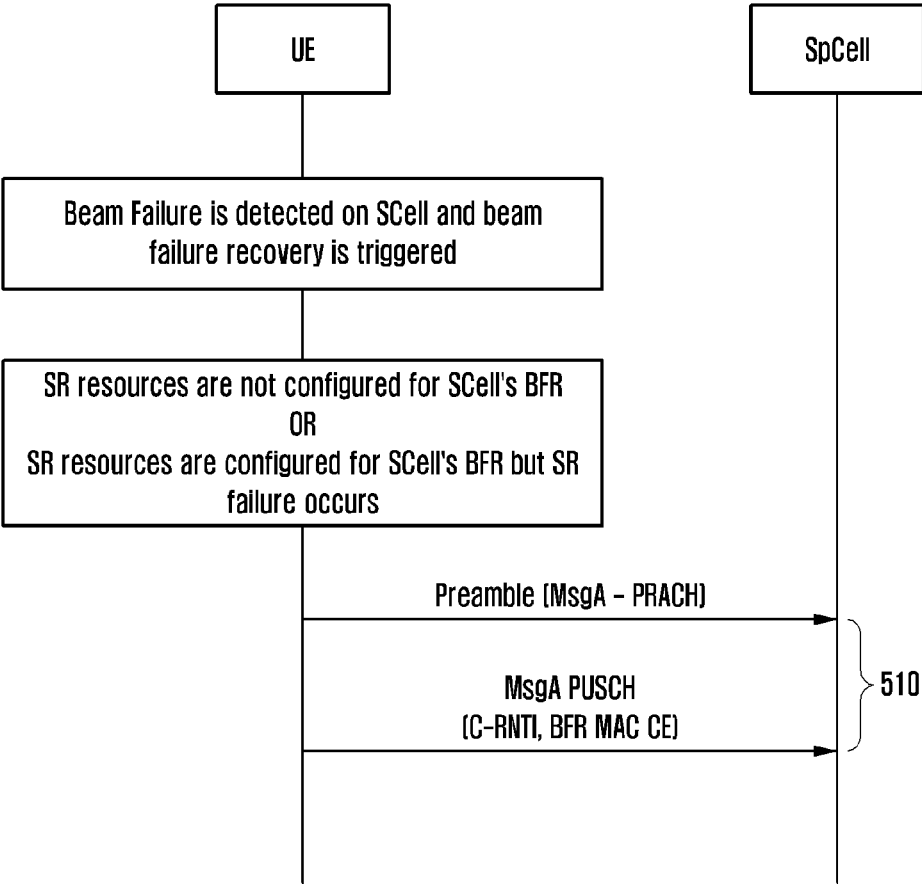 UE
SpCell
Beam Failure is detected on SCell and beam
failure recovery is triggered
SR resources are not configured for SCell's BFR
OR
SR resources are configured for SCell's BFR but SR
failure occurs
Preamble (MsgA - PRACH)
MsgA PUSCH
(C-RNTI, BFR MAC CE)
510